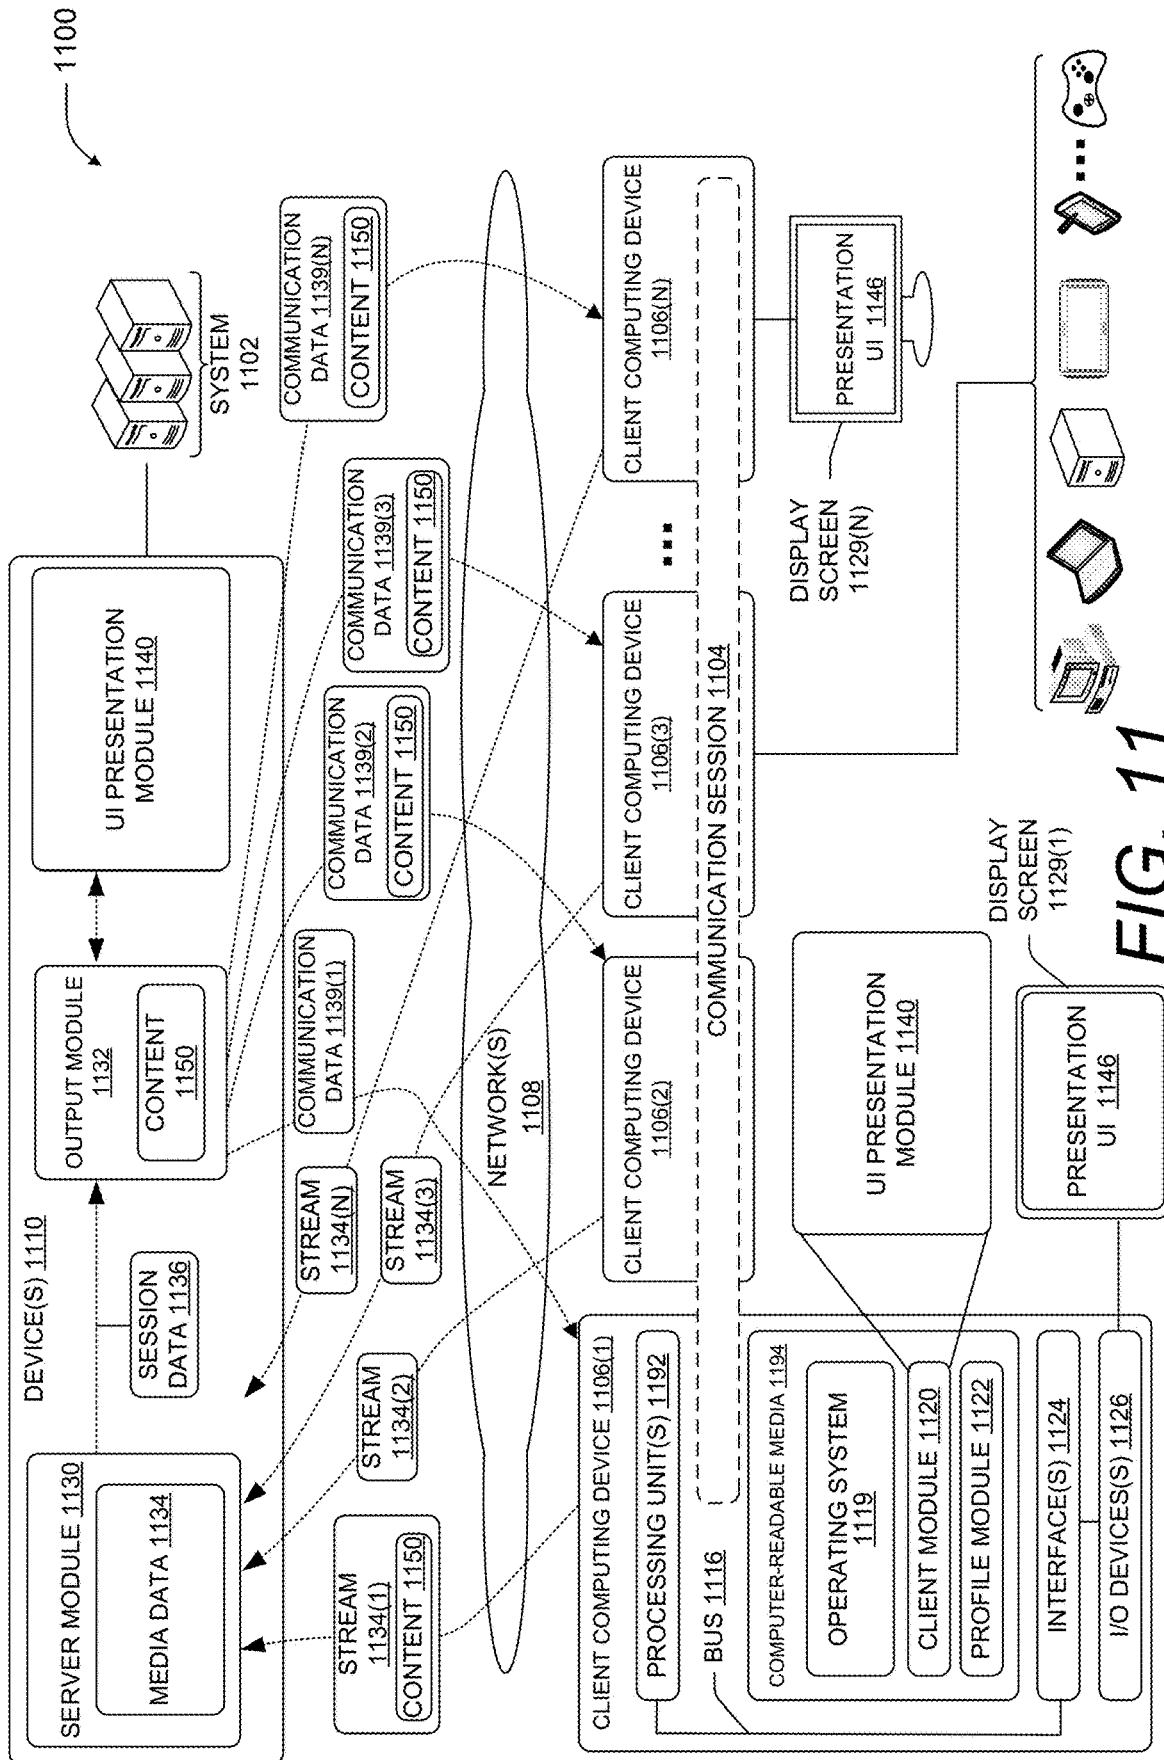 1100
DEVICE(S) 1110
SERVER MODULE 1130
MEDIA DATA 1134
SESSION
DATA 1136
OUTPUT MODULE
1132
CONTENT
1150
UI PRESENTATION
MODULE 1140
SYSTEM
1102
STREAM
1134(1)
CONTENT 1150
STREAM
1134(2)
STREAM
1134(N)
STREAM
1134(3)
COMMUNICATION
DATA 1139(1)
COMMUNICATION
DATA 1139(2)
CONTENT 1150
COMMUNICATION
DATA 1139(3)
CONTENT 1150
COMMUNICATION
DATA 1139(N)
CONTENT 1150
NETWORK(S)
1108
CLIENT COMPUTING DEVICE 1106(1)
PROCESSING UNIT(S) 1192
BUS 1116
COMPUTER-READABLE MEDIA 1194
OPERATING SYSTEM
1119
CLIENT MODULE 1120
PROFILE MODULE 1122
INTERFACE(S) 1124
I/O DEVICES(S) 1126
CLIENT COMPUTING DEVICE
1106(2)
CLIENT COMPUTING DEVICE
1106(3)
CLIENT COMPUTING DEVICE
1106(N)
COMMUNICATION SESSION 1104
UI PRESENTATION
MODULE 1140
PRESENTATION
UI 1146
DISPLAY
SCREEN
1129(1)
PRESENTATION
UI 1146
DISPLAY
SCREEN
1129(N)
FIG. 11